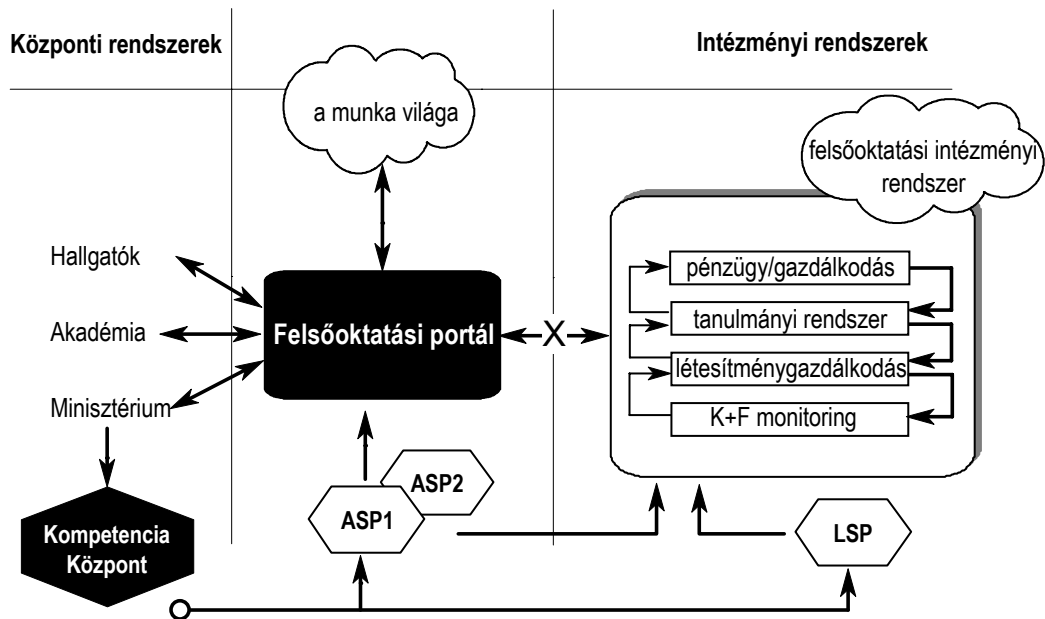 Központi rendszerek
Intézményi rendszerek
a munka világa
felsőoktatási intézményi
rendszer
Hallgatók
Akadémia
Minisztérium
Felsőoktatási portál
X
pénzügy/gazdálkodás
tanulmányi rendszer
létesítménygazdálkodás
K+F monitoring
ASP2
ASP1
LSP
Kompetencia
Központ